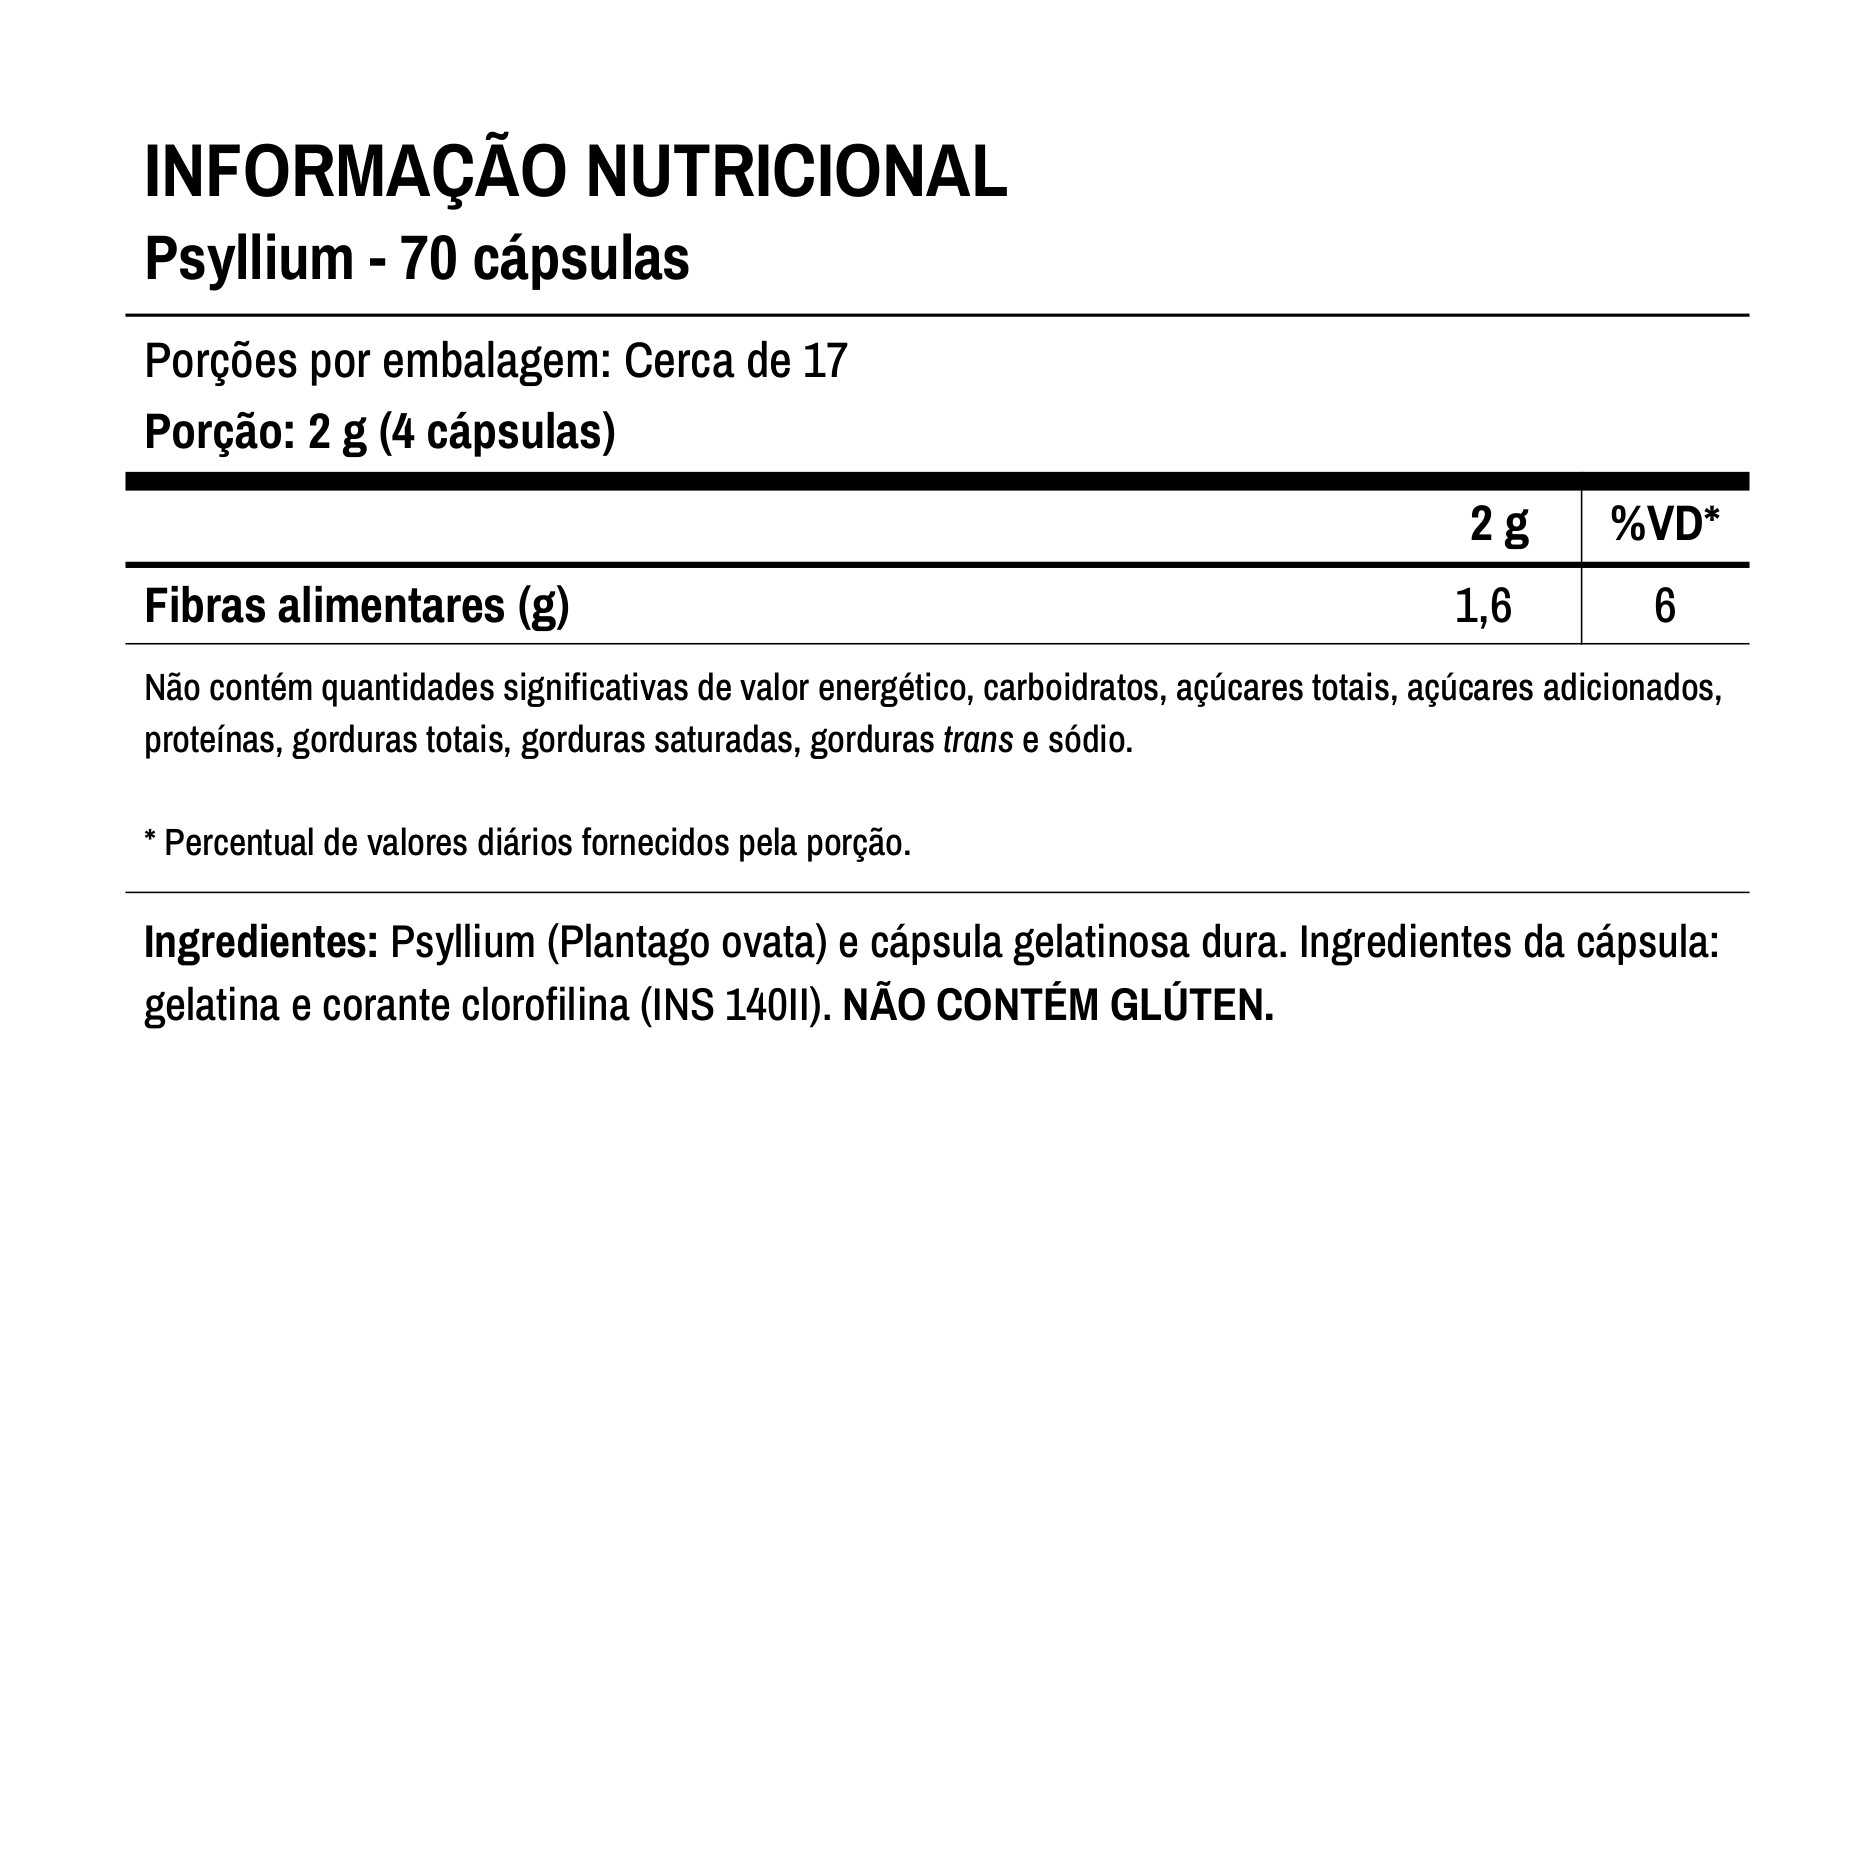 INFORMAÇÃO NUTRICIONAL
Psyllium - 70 cápsulas
Porções por embalagem: Cerca de 17
Porção: 2 g (4 cápsulas)
2 g %VD*
Fibras alimentares (g) 1,6 6
Não contém quantidades significativas de valor energético, carboidratos, açúcares totais, açúcares adicionados,
proteínas, gorduras totais, gorduras saturadas, gorduras trans e sódio.
* Percentual de valores diários fornecidos pela porção.
Ingredientes: Psyllium (Plantago ovata) e cápsula gelatinosa dura. Ingredientes da cápsula:
gelatina e corante clorofilina (INS 140II). NÃO CONTÉM GLÚTEN.